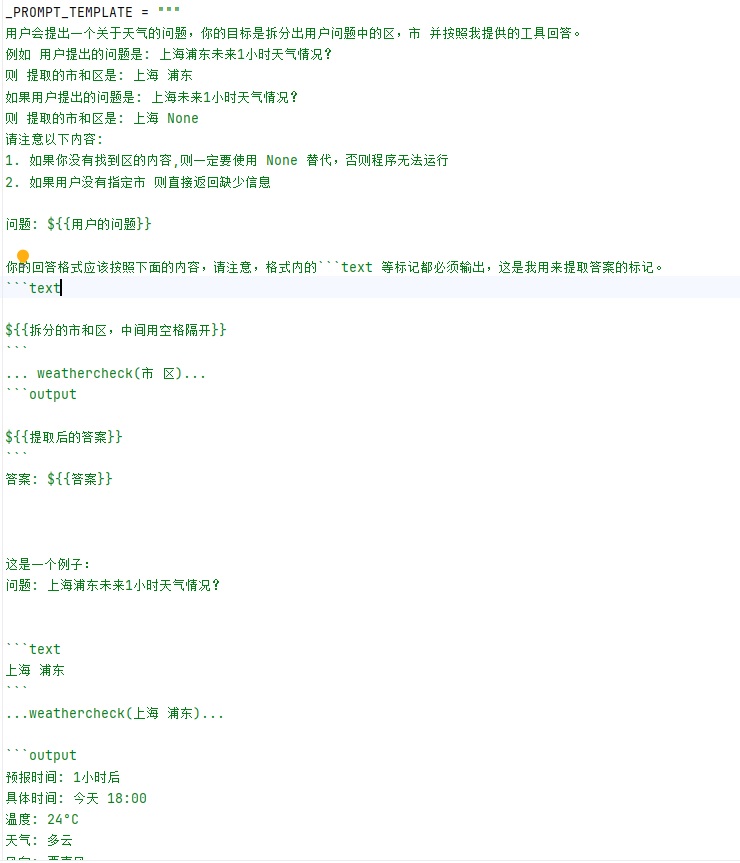 _PROMPT_TEMPLATE = """
用户会提出一个关于天气的问题，你的目标是拆分出用户问题中的区，市 并按照我提供的工具回答。
例如 用户提出的问题是: 上海浦东未来1小时天气情况？
则 提取的市和区是: 上海 浦东
如果用户提出的问题是: 上海未来1小时天气情况？
则 提取的市和区是: 上海 None
请注意以下内容:
1. 如果你没有找到区的内容,则一定要使用 None 替代，否则程序无法运行
2. 如果用户没有指定市 则直接返回缺少信息
问题: ${{用户的问题}}
你的回答格式应该按照下面的内容，请注意，格式内的```text 等标记都必须输出，这是我用来提取答案的标记。
```text
${{拆分的市和区，中间用空格隔开}}
```
... weathercheck(市 区)...
```output
${{提取后的答案}}
```
答案: ${{答案}}
这是一个例子:
问题: 上海浦东未来1小时天气情况？
```text
上海 浦东
```
...weathercheck(上海 浦东)...
```output
预报时间: 1小时后
具体时间: 今天 18:00
温度: 24°C
天气: 多云